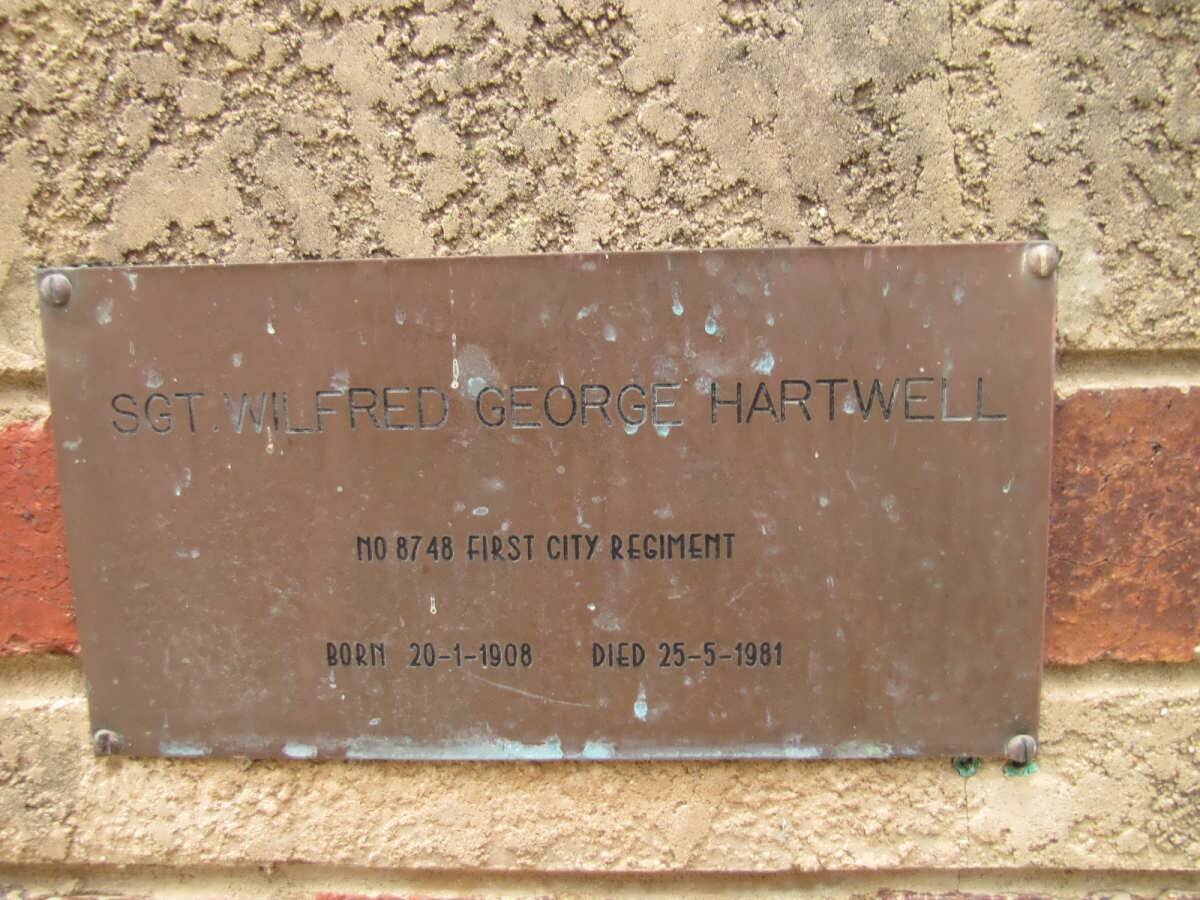 SGT. WILFRED GEORGE HARTWELL
NO 8748 FIRST CITY REGIMENT
BORN 20-1-1908 DIED 25-5-1981